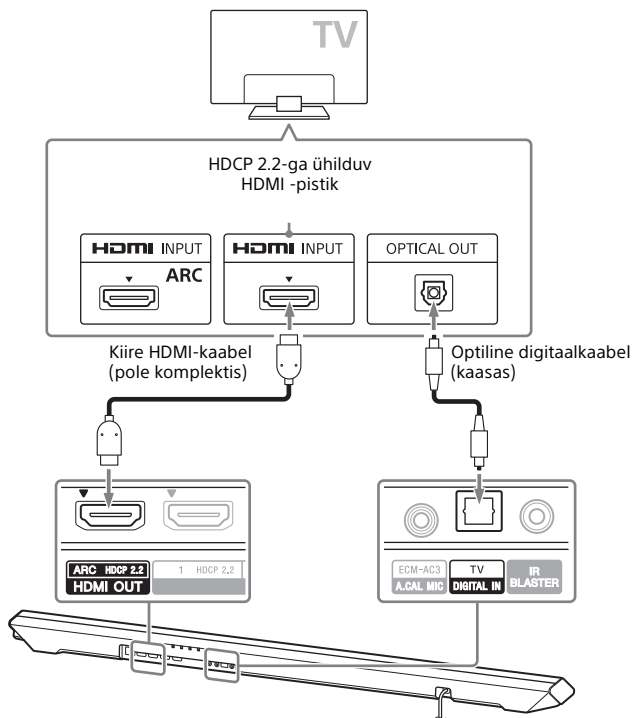 TV
HDCP 2.2-ga ühilduv
HDMI -pistik
HDMI INPUT
ARC
HDMI INPUT
OPTICAL OUT
Kiire HDMI-kaabel
(pole komplektis)
Optiline digitaalkaabel
(kaasas)
ARC HDCP 2.2
HDMI OUT
1 HDCP 2.2
ECM-AC3
A.CAL MIC
TV
DIGITAL IN
IR
BLASTER